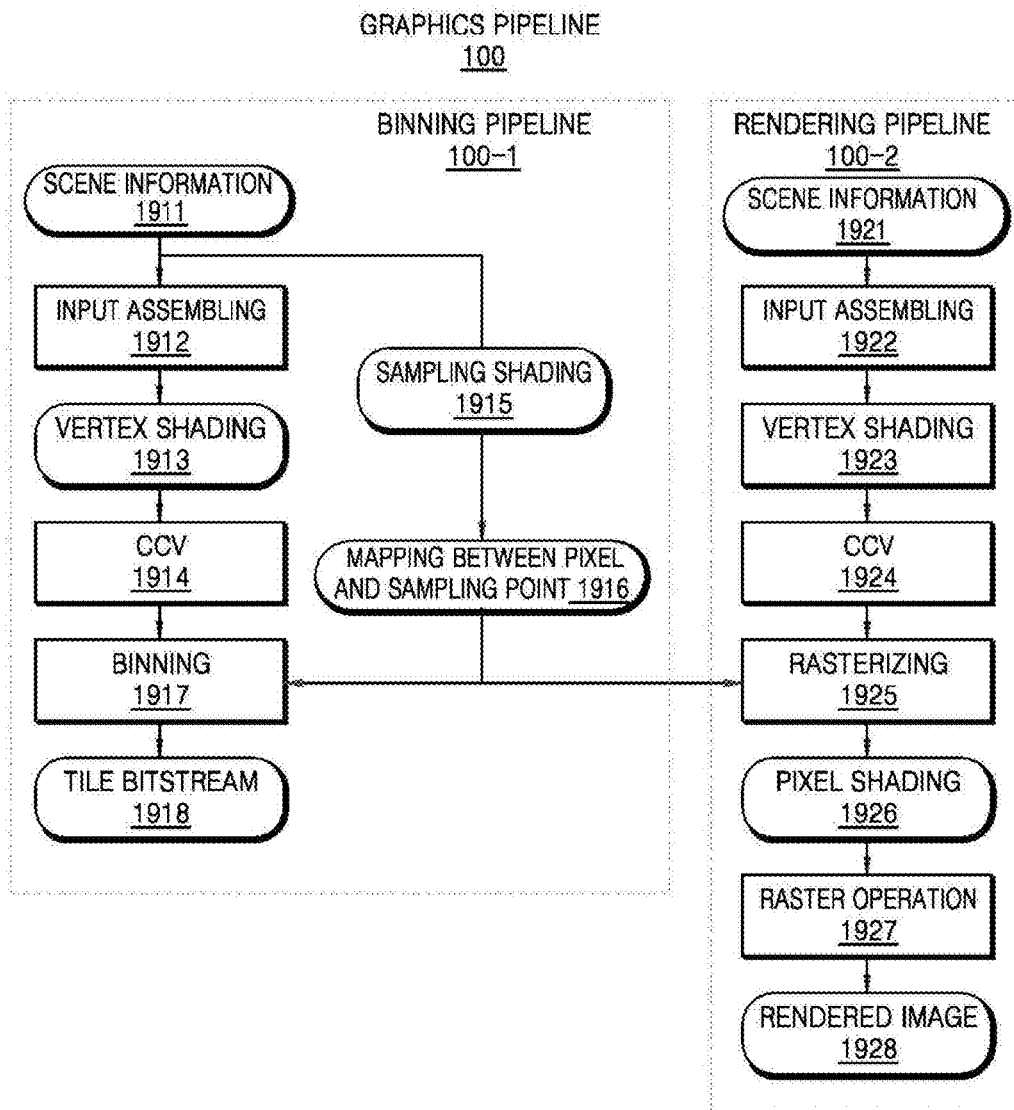 GRAPHICS PIPELINE
100
BINNING PIPELINE
100-1
SCENE INFORMATION
1911
INPUT ASSEMBLING
1912
VERTEX SHADING
1913
CCV
1914
BINNING
1917
TILE BITSTREAM
1918
SAMPLING SHADING
1915
MAPPING BETWEEN PIXEL
AND SAMPLING POINT 1916
RENDERING PIPELINE
100-2
SCENE INFORMATION
1921
INPUT ASSEMBLING
1922
VERTEX SHADING
1923
CCV
1924
RASTERIZING
1925
PIXEL SHADING
1926
RASTER OPERATION
1927
RENDERED IMAGE
1928